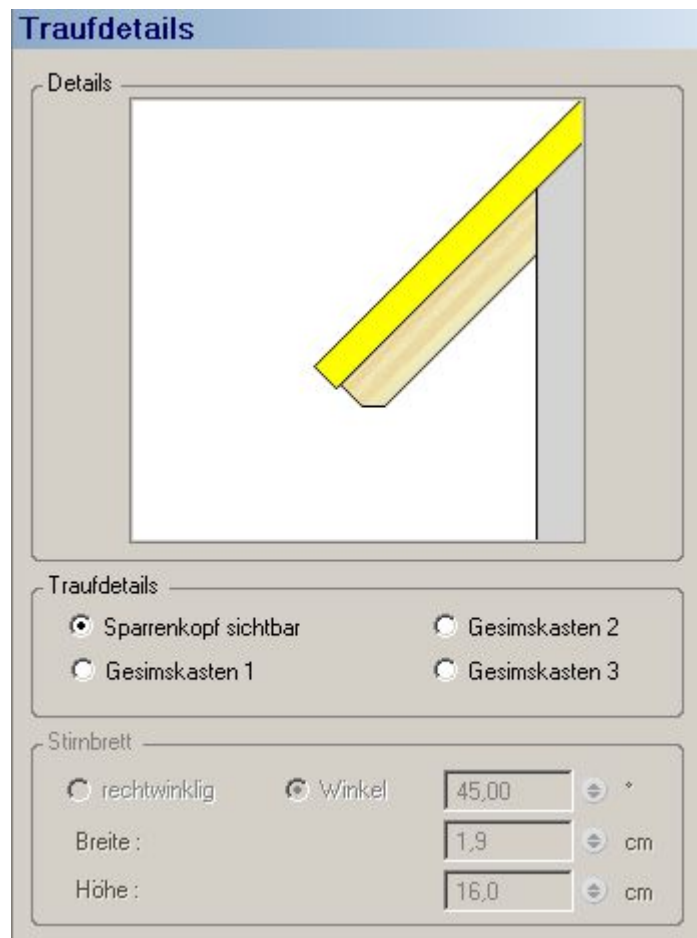 Traufdetails
Details
Traufdetails
Sparrenkopf sichtbar
Gesimskasten 2
Gesimskasten 1
Gesimskasten 3
Stirnbrett
rechtwinklig Winkel 45,00 °
Breite : 1,9 cm
Höhe : 16,0 cm